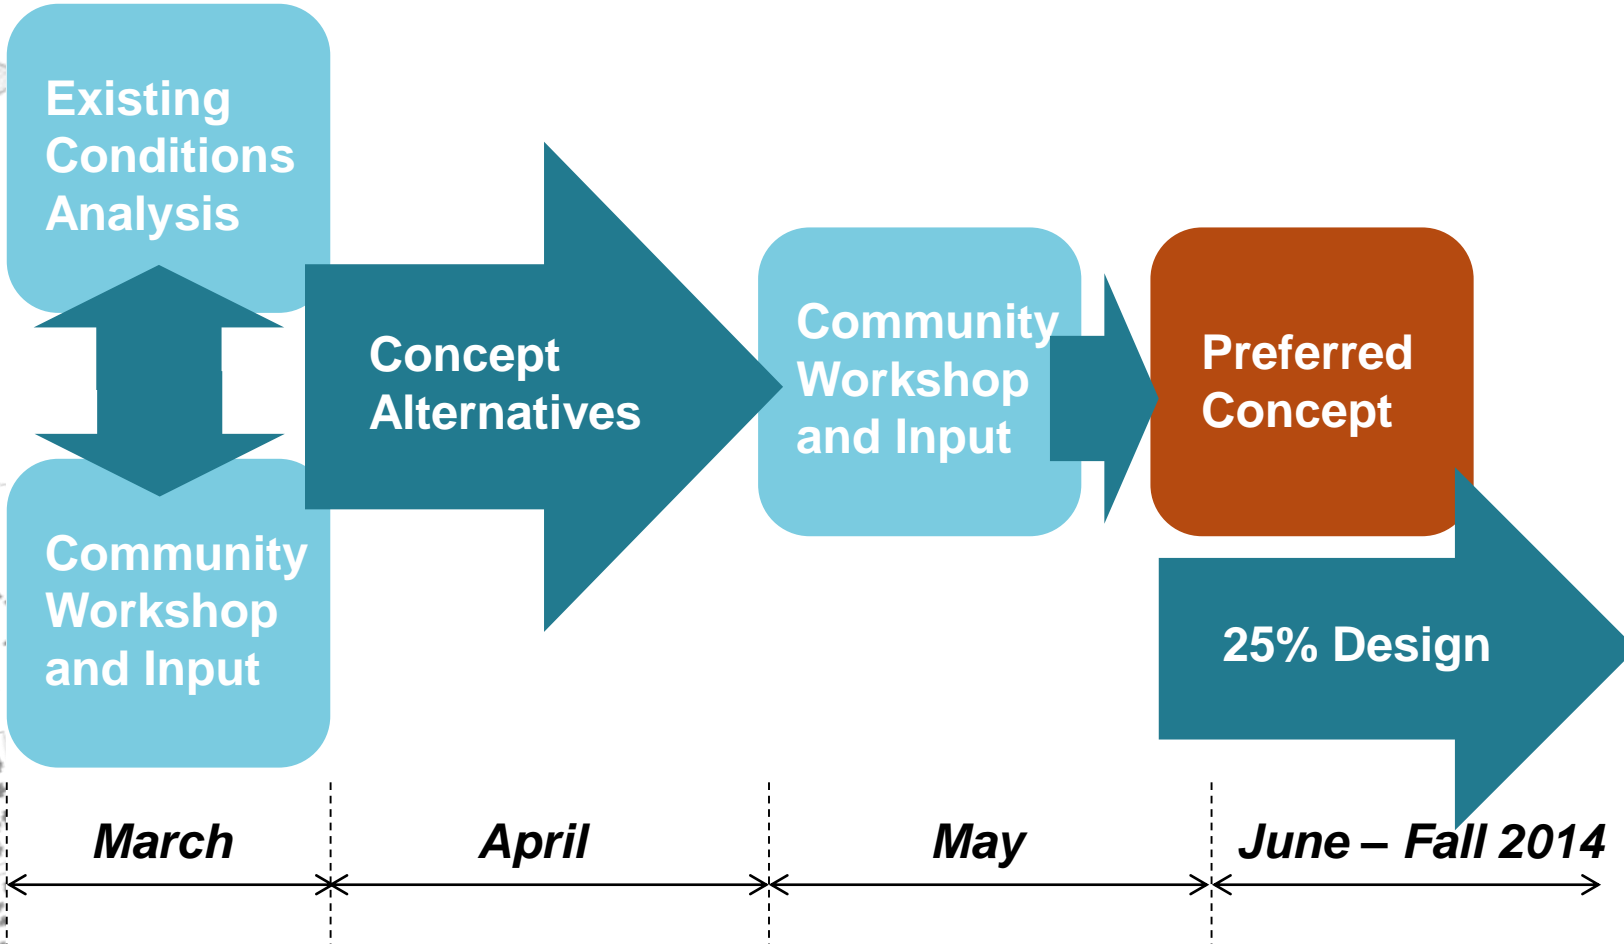 Existing
Conditions
Analysis
Community
Workshop
and Input
Concept
Alternatives
Community
Workshop
and Input
Preferred
Concept
25% Design
March
April
May
June – Fall 2014